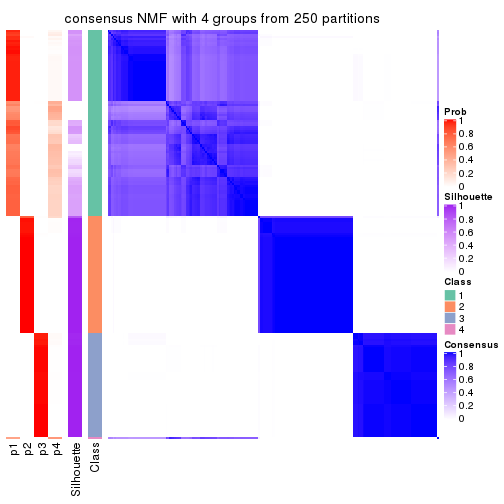 consensus NMF with 4 groups from 250 partitions
Prob
1
0.8
0.6
0.4
0.2
0
Silhouette
1
0.8
0.6
0.4
0.2
0
Class
1
2
3
4
Consensus
1
0.8
0.6
0.4
0.2
0
p1
p2
p3
p4
Silhouette
Class